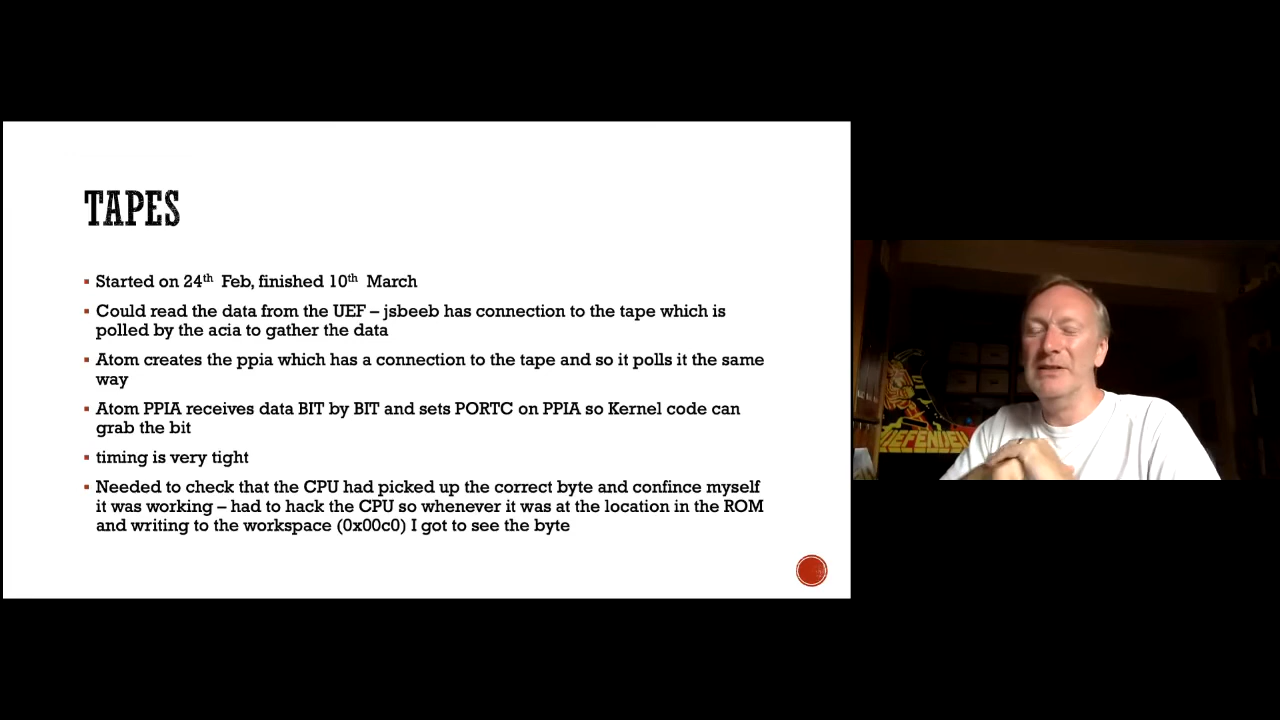 TAPES
Started on 24th Feb, finished 10th March
Could read the data from the UEF – jsbeeb has connection to the tape which is
polled by the acia to gather the data
Atom creates the ppia which has a connection to the tape and so it polls it the same
way
Atom PPIA receives data BIT by BIT and sets PORTC on PPIA so Kernel code can
grab the bit
timing is very tight
Needed to check that the CPU had picked up the correct byte and confince myself
it was working – had to hack the CPU so whenever it was at the location in the ROM
and writing to the workspace (0x00c0) I got to see the byte
DEFENDER